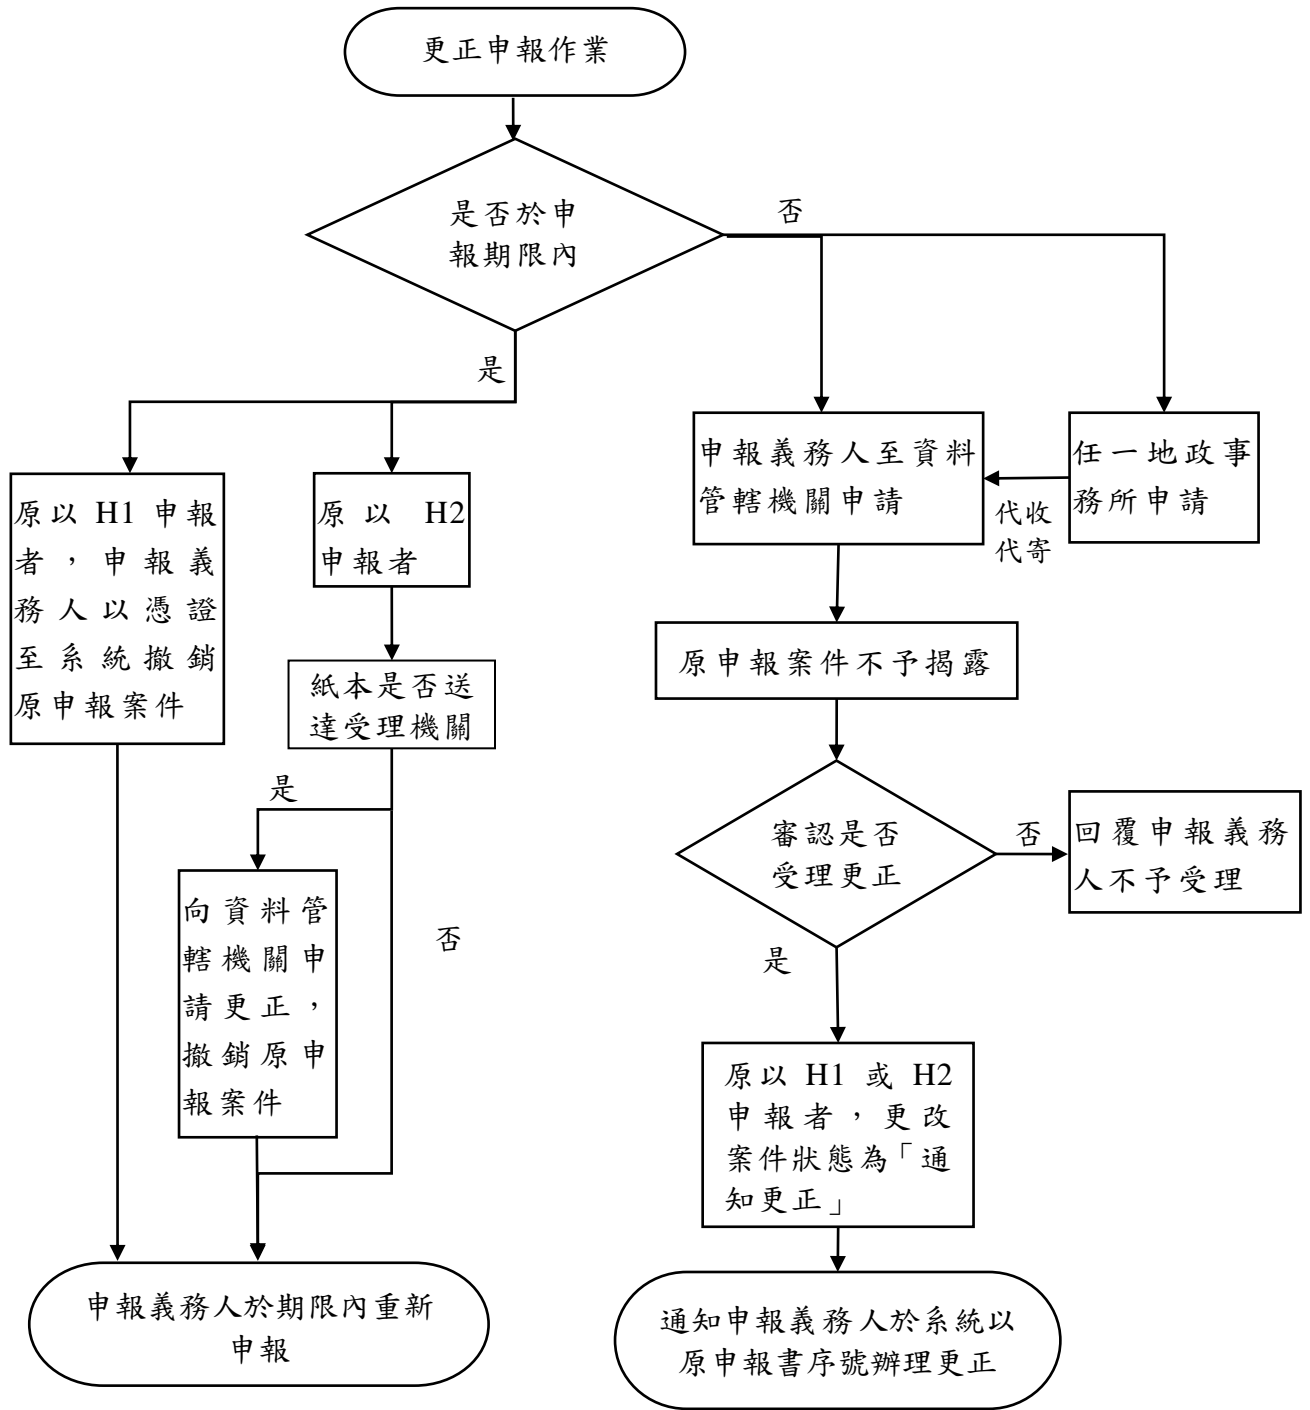 更正申報作業
是否於申
報期限內
否
是
申報義務人至資料
管轄機關申請
任一地政事
務所申請
代收
代寄
原以 H1 申報
者，申報義
務人以憑證
至系統撤銷
原申報案件
原以 H2
申報者
紙本是否送
達受理機關
原申報案件不予揭露
是
否
向資料管
轄機關申
請更正，
撤銷原申
報案件
審認是否
受理更正
否
回覆申報義務
人不予受理
是
原以 H1 或 H2
申報者，更改
案件狀態為「通
知更正」
申報義務人於期限內重新
申報
通知申報義務人於系統以
原申報書序號辦理更正